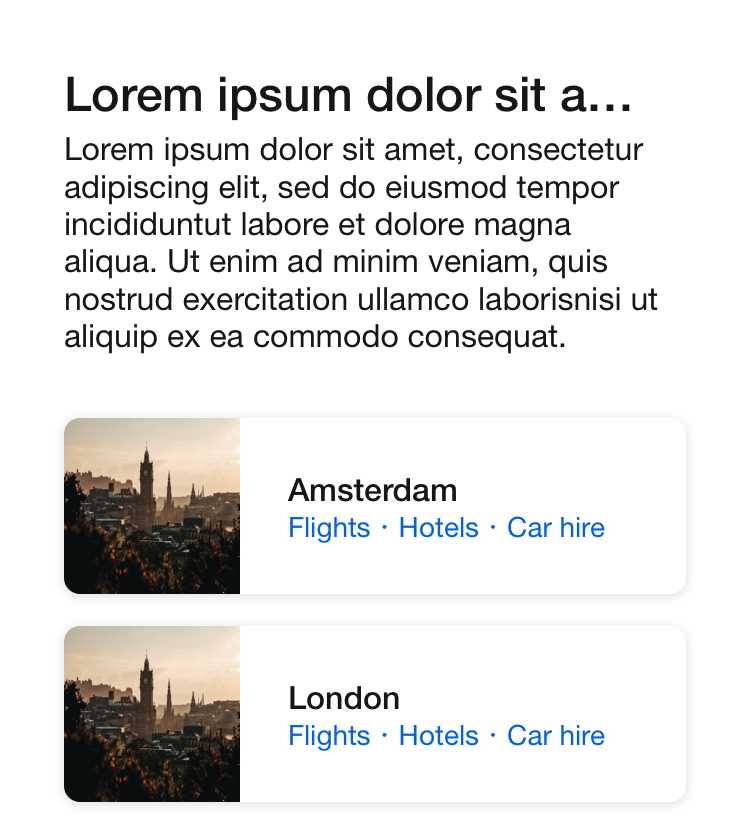 Lorem ipsum dolor sit a…
Lorem ipsum dolor sit amet, consectetur
adipiscing elit, sed do eiusmod tempor
incididuntut labore et dolore magna
aliqua. Ut enim ad minim veniam, quis
nostrud exercitation ullamco laborisnisi ut
aliquip ex ea commodo consequat.
Amsterdam
Flights · Hotels · Car hire
London
Flights · Hotels · Car hire